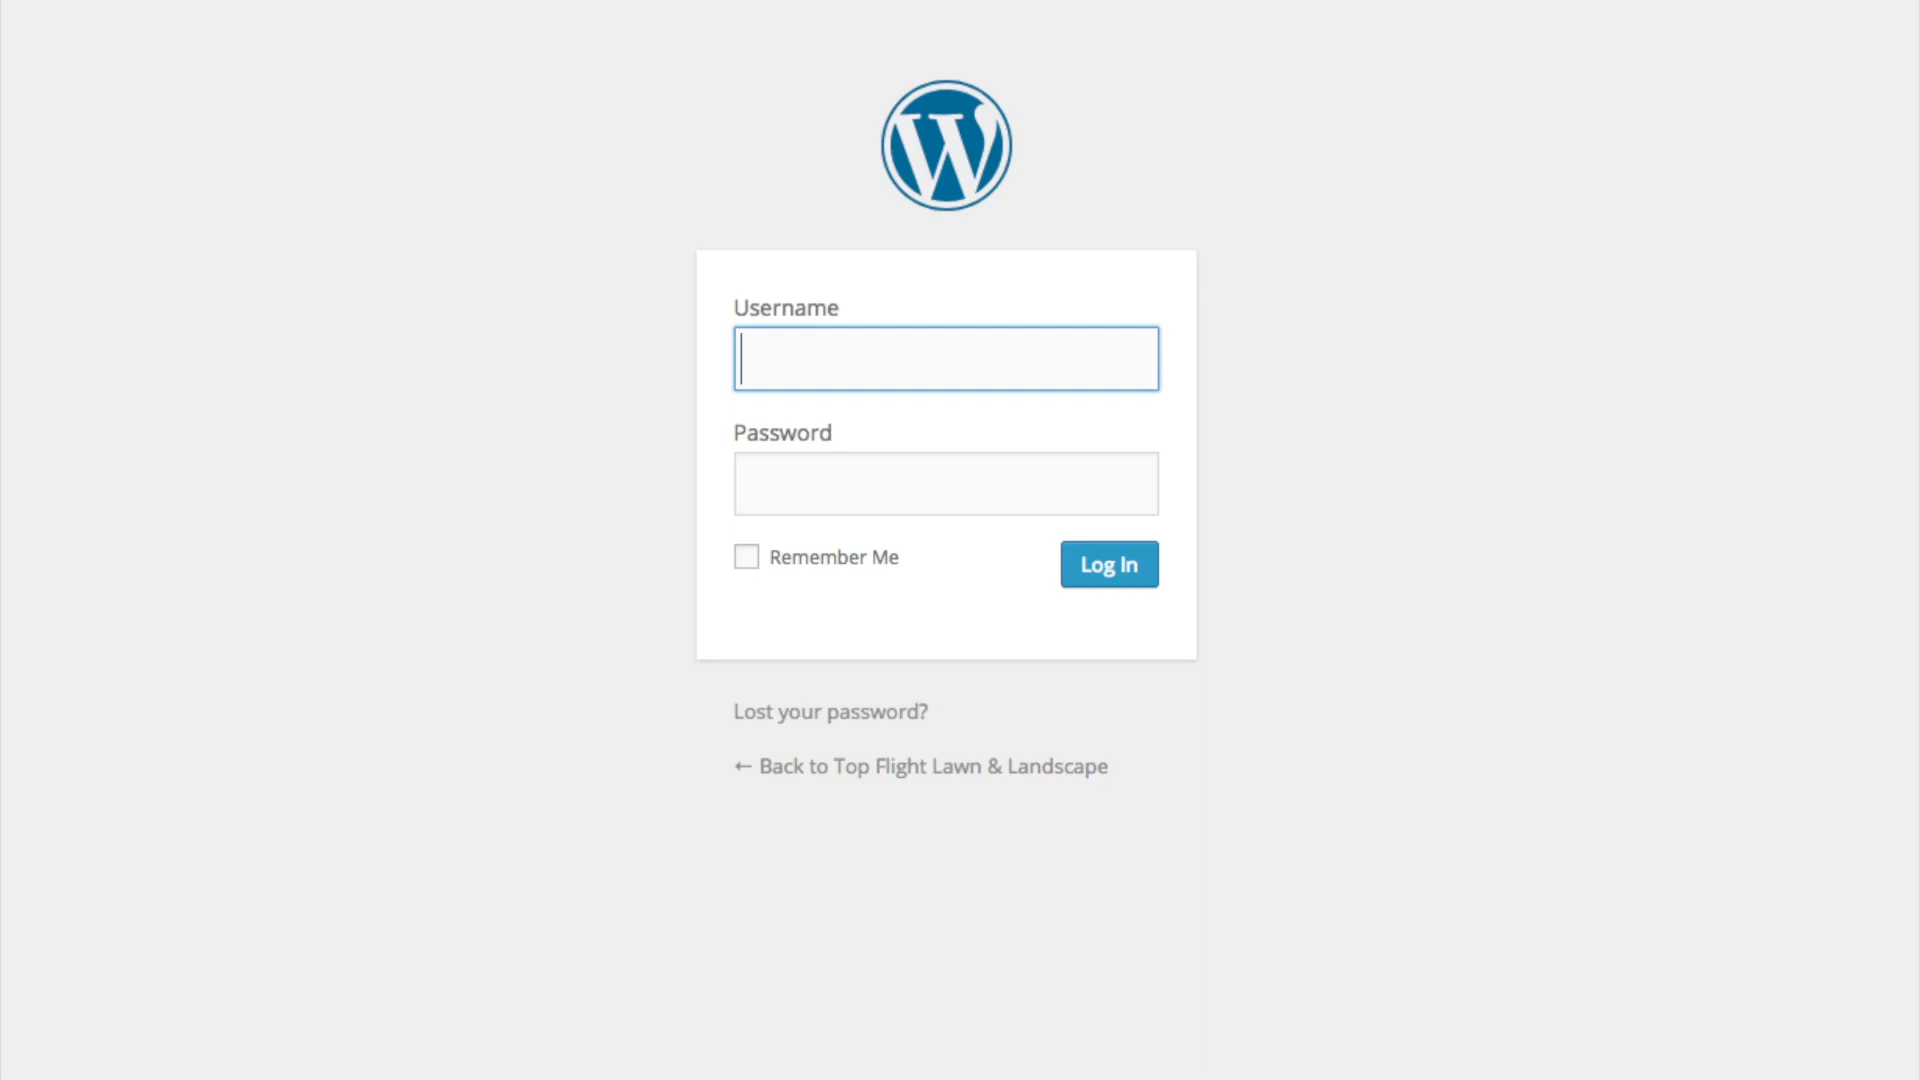 Username
Password
Remember Me
Log In
Lost your password?
← Back to Top Flight Lawn & Landscape